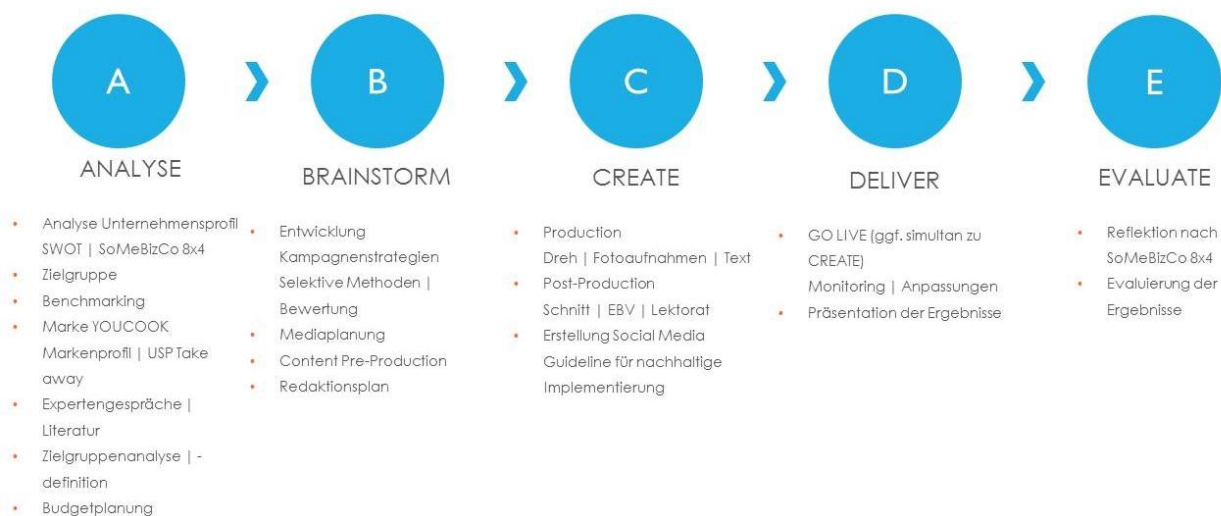 A
ANALYSE
• Analyse Unternehmensprofil
SWOT | SoMeBizCo 8x4
• Zielgruppe
• Benchmarking
• Marke YOUCOOK
Markenprofil | USP Take
away
• Expertengespräche |
Literatur
• Zielgruppenanalyse | -
definition
• Budgetplanung
B
BRAINSTORM
• Entwicklung
Kampagnenstrategien
Selektive Methoden |
Bewertung
• Mediaplanung
• Content Pre-Production
• Redaktionsplan
C
CREATE
• Production
Dreh | Fotoaufnahmen | Text
• Post-Production
Schnitt | EBV | Lektorat
• Erstellung Social Media
Guideline für nachhaltige
Implementierung
D
DELIVER
• GO LIVE (ggf. simultan zu
CREATE)
Monitoring | Anpassungen
• Präsentation der Ergebnisse
E
EVALUATE
• Reflektion nach
SoMeBizCo 8x4
• Evaluierung der
Ergebnisse